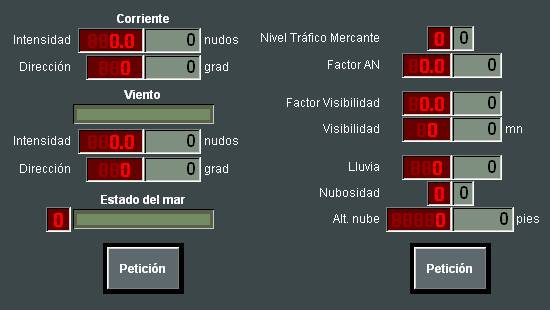 Corriente
Intensidad 0.0 0 nudos
Dirección 0 0 grad
Viento
Intensidad 0.0 0 nudos
Dirección 0 0 grad
Estado del mar
0
Petición
Nivel Tráfico Mercante 0 0
Factor AN 0.0 0
Factor Visibilidad 0.0 0
Visibilidad 0 0 mn
Lluvia 0 0
Nubosidad 0 0
Alt. nube 0 0 pies
Petición